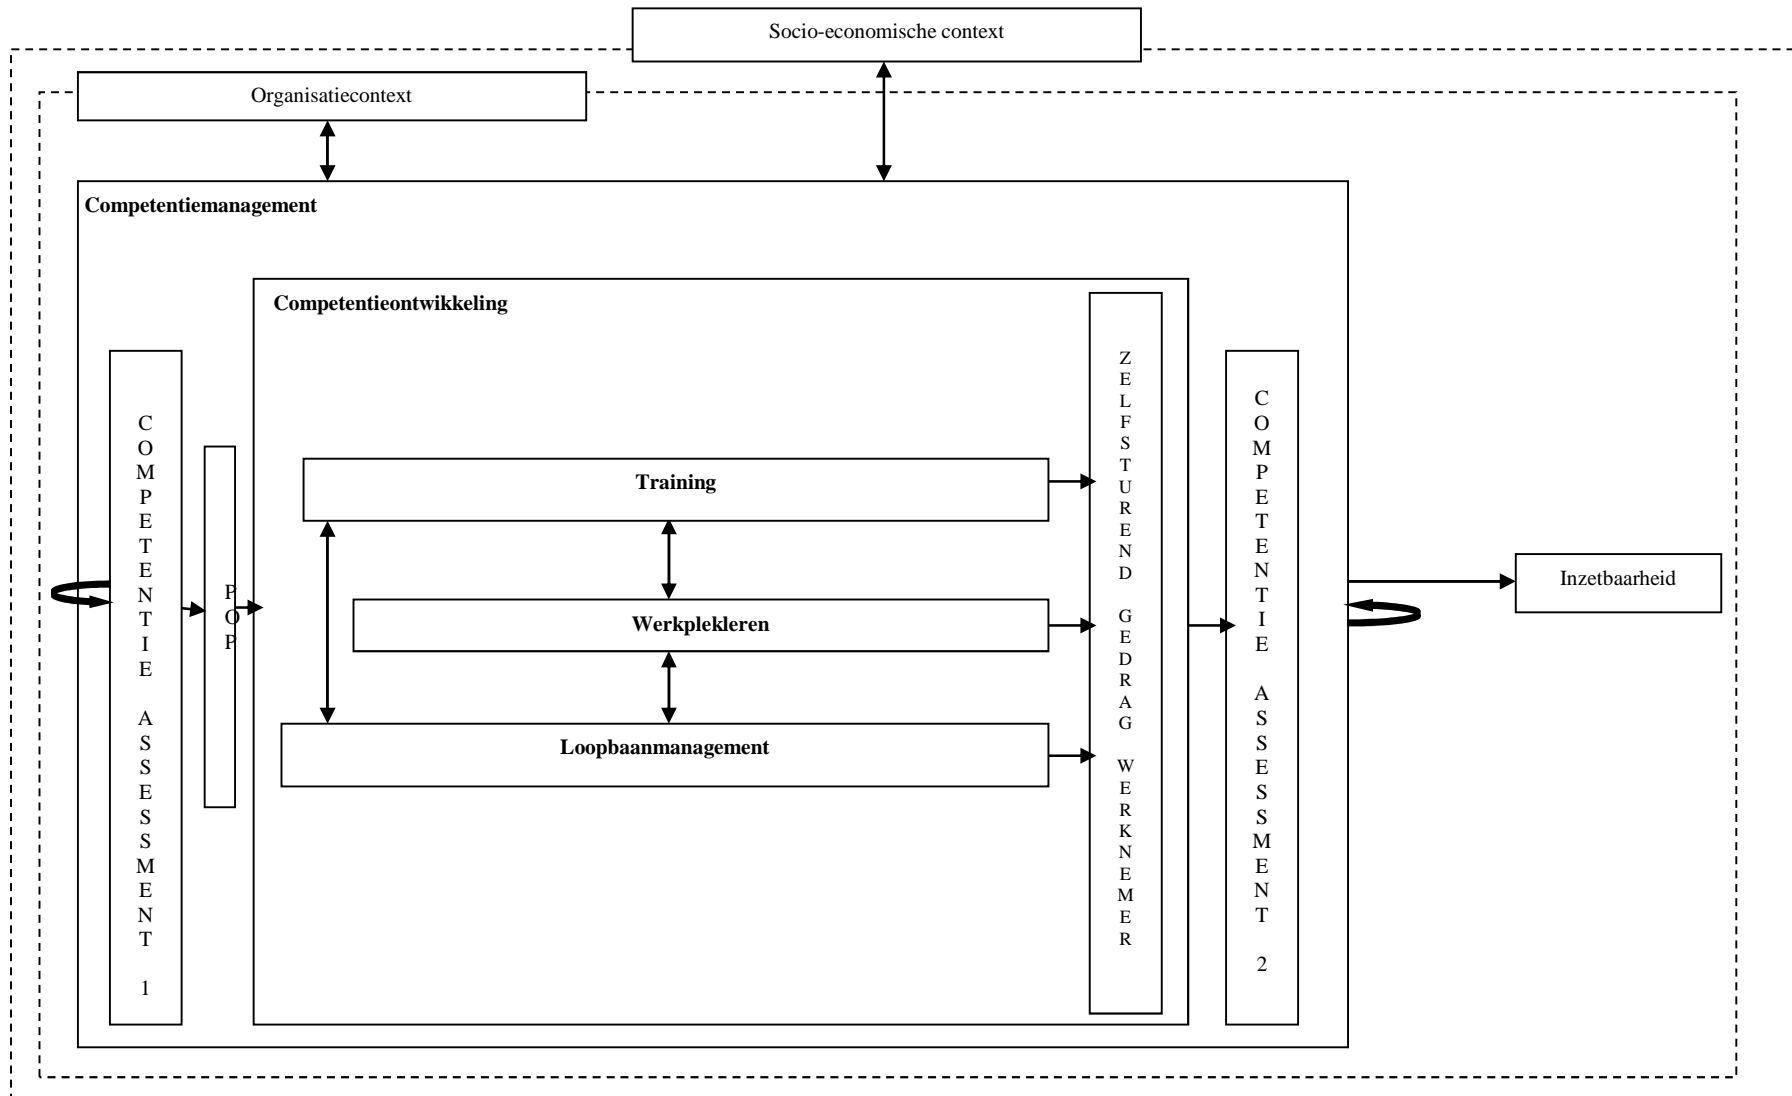 Socio-economische context
Organisatiecontext
Competentiemanagement
Competentieontwikkeling
COMPETENTIE ASSESSMENT 1
POP
Training
Werkplekleren
Loopbaanmanagement
ZELFSTUREND GEDRAG WERKNEMER
COMPETENTIE ASSESSMENT 2
Inzetbaarheid